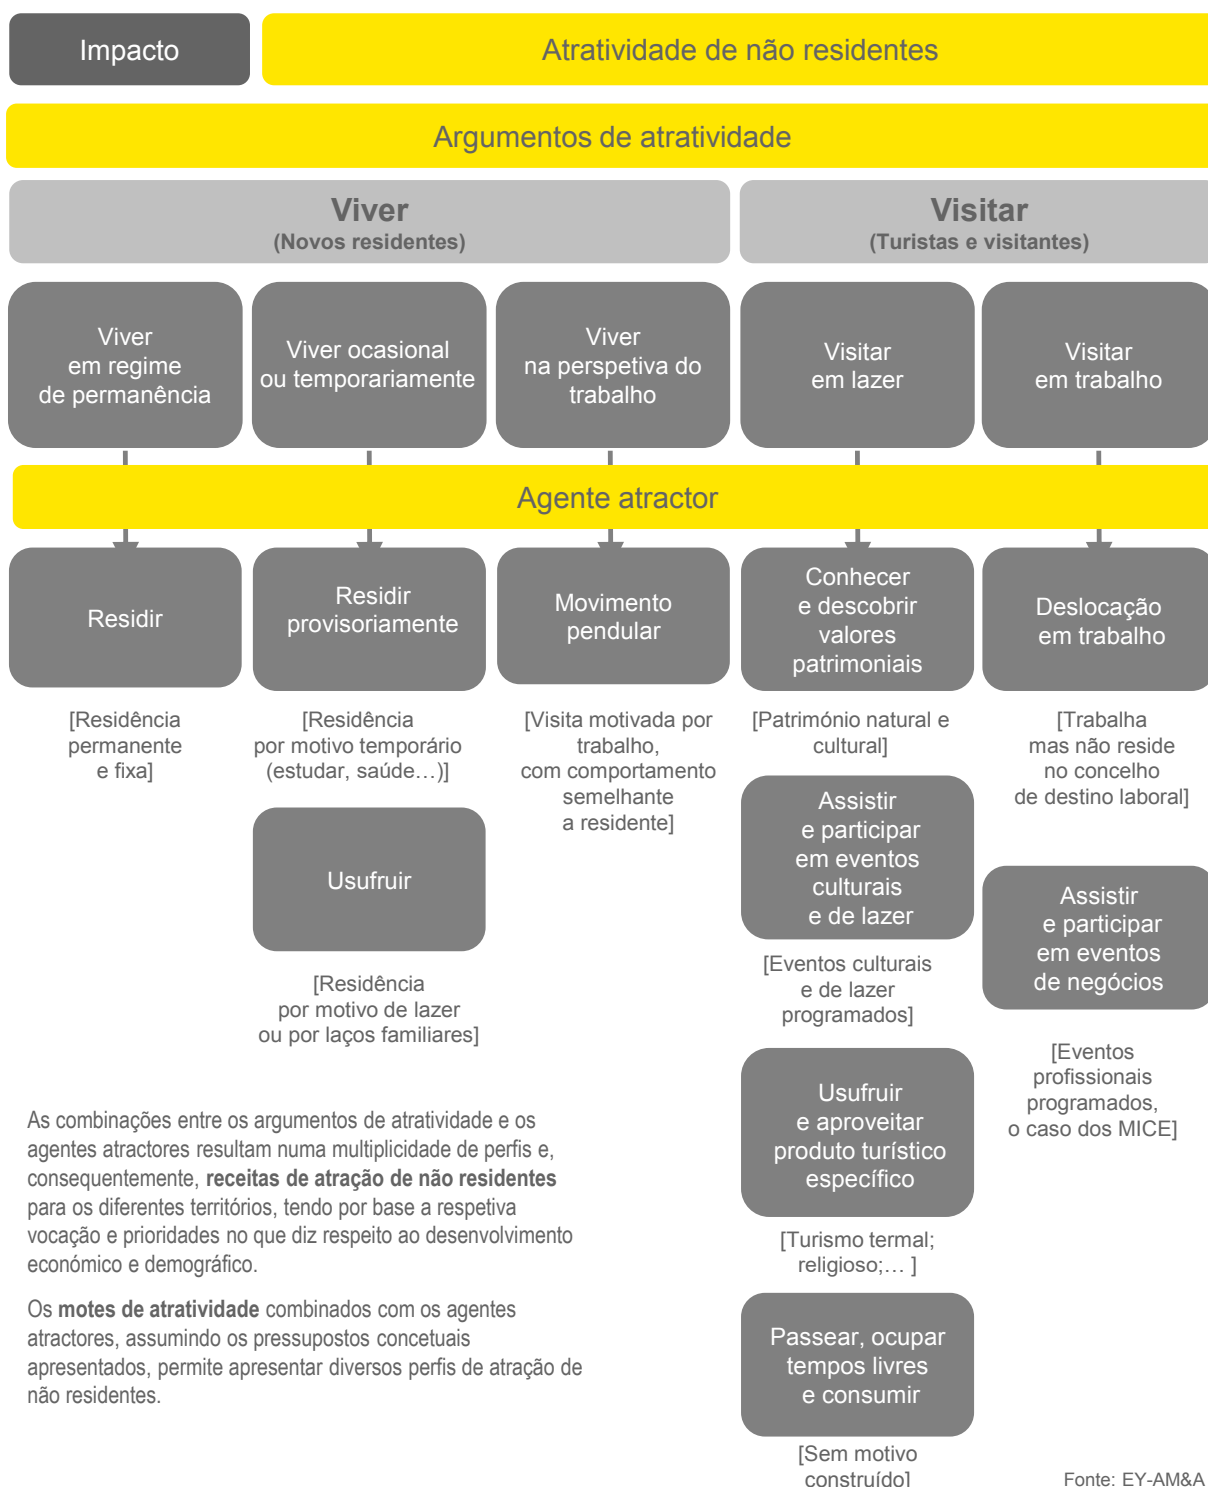 Impacto
Atratividade de não residentes
Argumentos de atratividade
Viver
(Novos residentes)
Visitar
(Turistas e visitantes)
Viver
em regime
de permanência
Viver ocasional
ou temporariamente
Viver
na perspetiva do
trabalho
Visitar
em lazer
Visitar
em trabalho
Agente atractor
Residir
[Residência
permanente
e fixa]
Residir
provisoriamente
[Residência
por motivo temporário
(estudar, saúde…)]
Usufruir
[Residência
por motivo de lazer
ou por laços familiares]
Movimento
pendular
[Visita motivada por
trabalho,
com comportamento
semelhante
a residente]
Conhecer
e descobrir
valores
patrimoniais
[Património natural e
cultural]
Assistir
e participar
em eventos
culturais
e de lazer
[Eventos culturais
e de lazer
programados]
Usufruir
e aproveitar
produto turístico
específico
[Turismo termal;
religioso;… ]
Passear, ocupar
tempos livres
e consumir
[Sem motivo
construído]
Deslocação
em trabalho
[Trabalha
mas não reside
no concelho
de destino laboral]
Assistir
e participar
em eventos
de negócios
[Eventos
profissionais
programados,
o caso dos MICE]
As combinações entre os argumentos de atratividade e os
agentes atractores resultam numa multiplicidade de perfis e,
consequentemente, receitas de atração de não residentes
para os diferentes territórios, tendo por base a respetiva
vocação e prioridades no que diz respeito ao desenvolvimento
económico e demográfico.
Os motes de atratividade combinados com os agentes
atractores, assumindo os pressupostos concetuais
apresentados, permite apresentar diversos perfis de atração de
não residentes.
Fonte: EY-AM&A